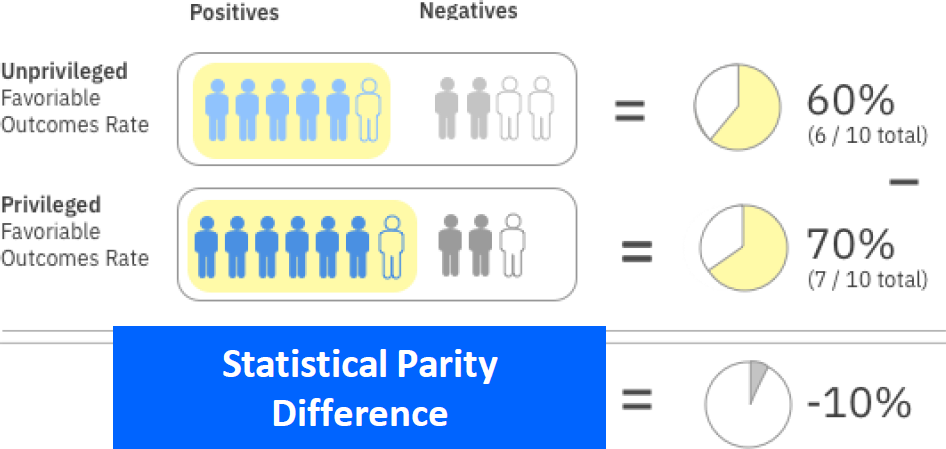 Positives
Negatives
Unprivileged
Favoriable
Outcomes Rate
=
60%
(6 / 10 total)
–
Privileged
Favoriable
Outcomes Rate
=
70%
(7 / 10 total)
Statistical Parity
Difference
=
-10%